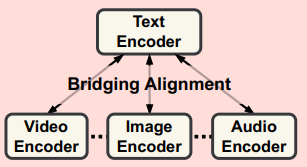 Text
Encoder
Bridging Alignment
Video
Encoder
Image
Encoder
Audio
Encoder